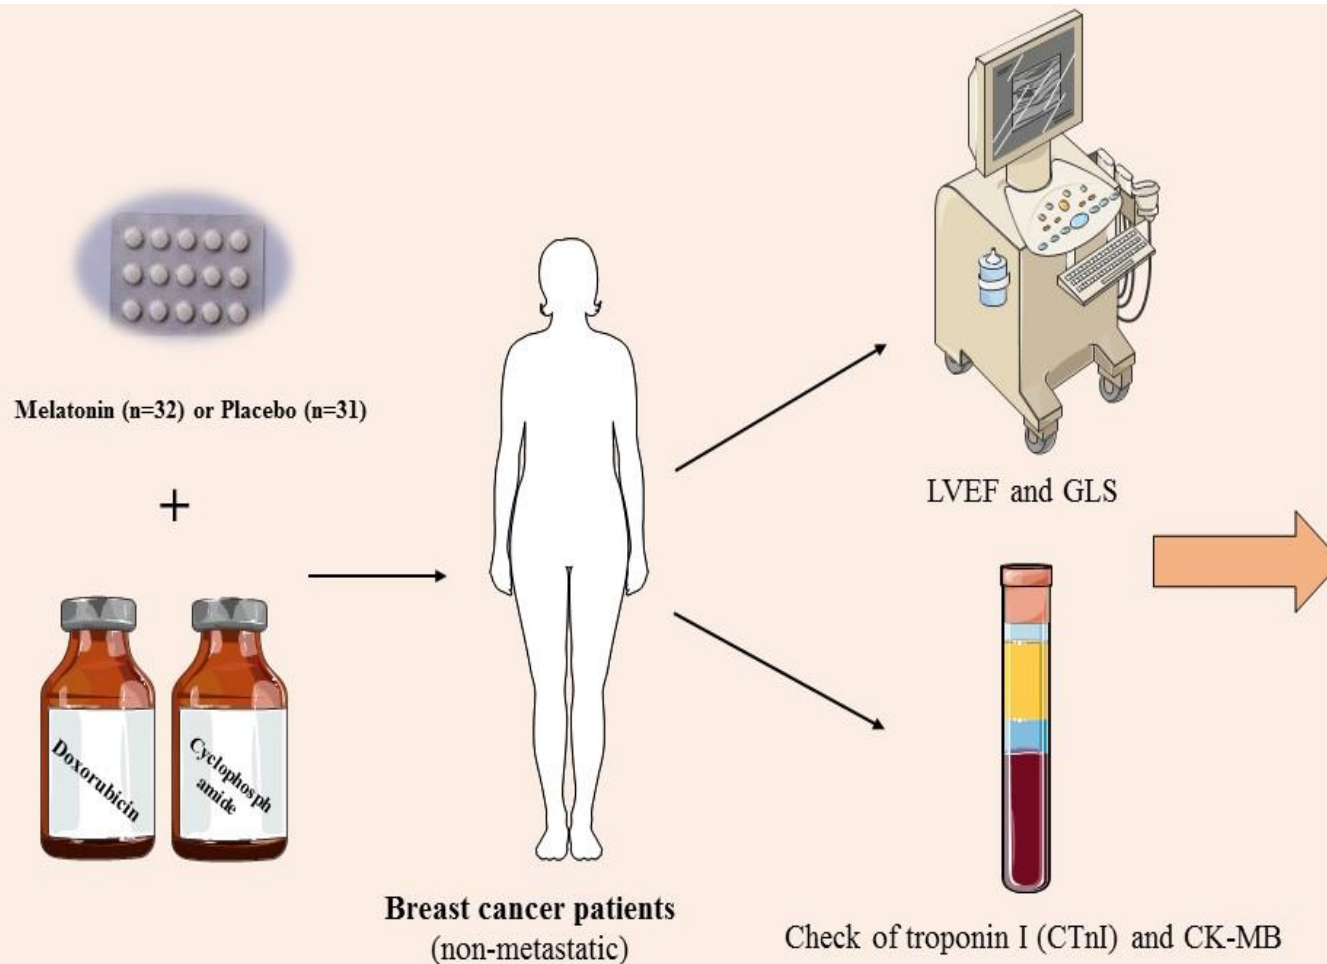 Melatonin (n=32) or Placebo (n=31)
+
Doxorubicin
Cyclophosph
amide
Breast cancer patients
(non-metastatic)
LVEF and GLS
Check of troponin I (CTnI) and CK-MB